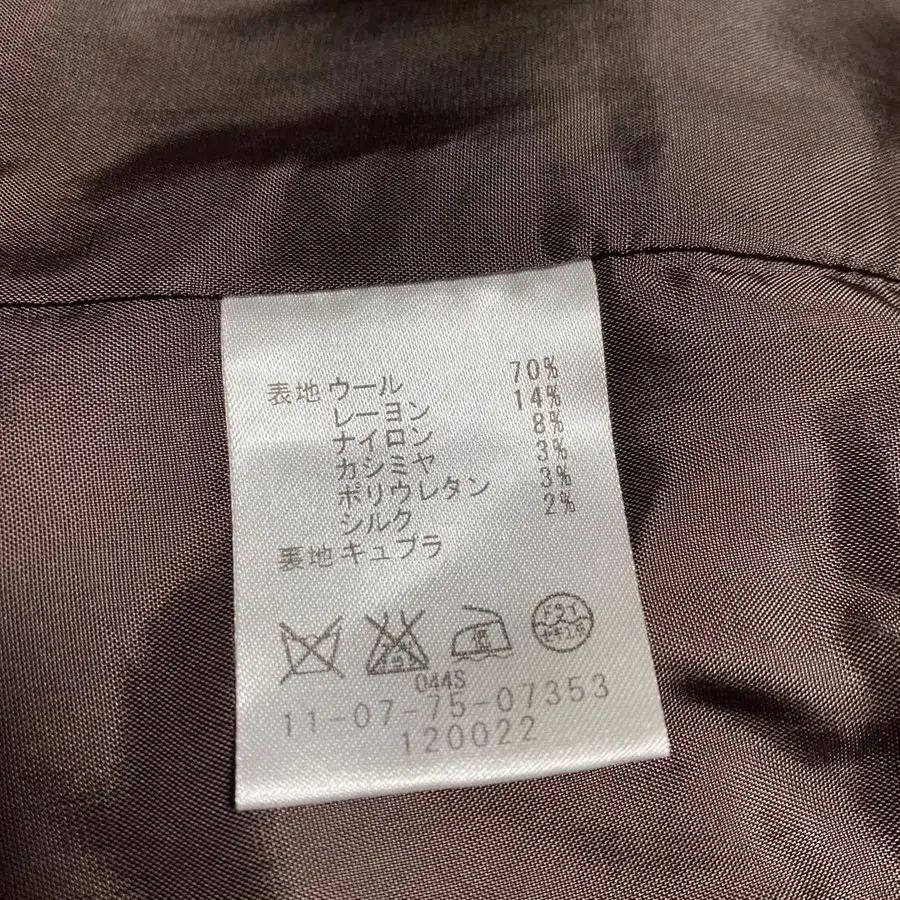 表地 ウール 70%
レーヨン 14%
ナイロン 8%
カシミヤ 3%
ポリウレタン 3%
シルク 2%
裏地 キュプラ
044S
11-07-75-07353
120022